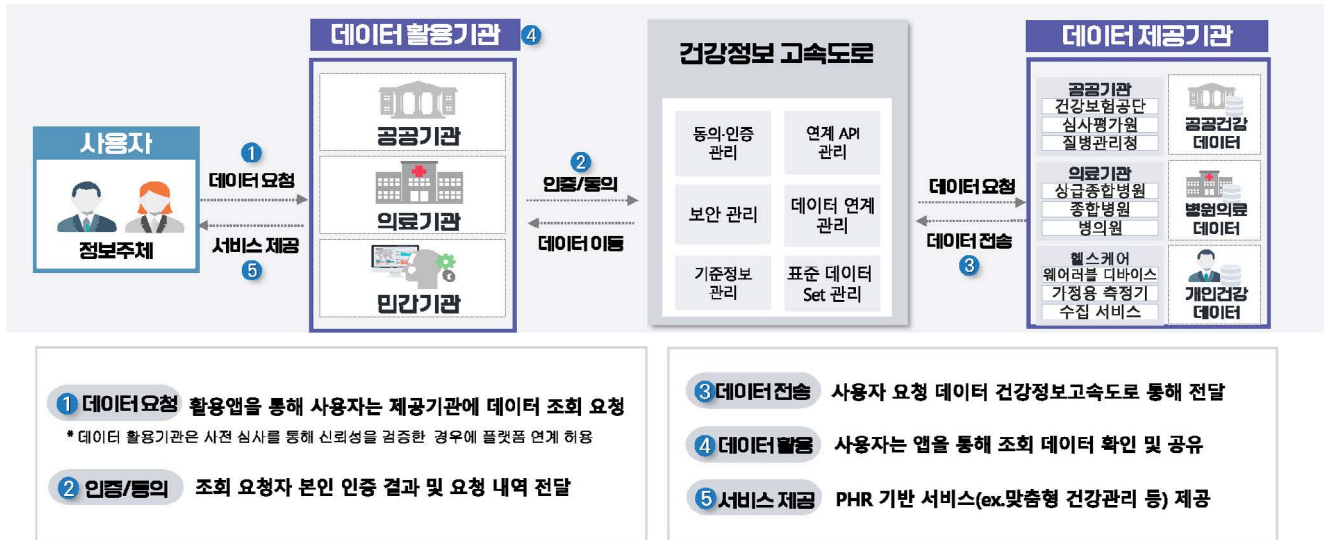 데이터 활용기관 4
건강정보 고속도로
데이터 제공기관
사용자
정보주체
1
데이터 요청
서비스 제공
5
공공기관
의료기관
민간기관
2
인증/동의
데이터 이동
동의·인증
관리
연계 API
관리
보안 관리
데이터 연계
관리
기준정보
관리
표준 데이터
Set 관리
데이터 요청
데이터 전송
3
공공기관
건강보험공단
심사평가원
질병관리청
공공건강
데이터
의료기관
상급종합병원
종합병원
병의원
병원의료
데이터
헬스케어
웨어러블 디바이스
가정용 측정기
수집 서비스
개인건강
데이터
1 데이터 요청 활용앱을 통해 사용자는 제공기관에 데이터 조회 요청
* 데이터 활용기관은 사전 심사를 통해 신뢰성을 검증한 경우에 플랫폼 연계 허용
2 인증/동의 조회 요청자 본인 인증 결과 및 요청 내역 전달
3 데이터 전송 사용자 요청 데이터 건강정보고속도로 통해 전달
4 데이터 활용 사용자는 앱을 통해 조회 데이터 확인 및 공유
5 서비스 제공 PHR 기반 서비스(ex.맞춤형 건강관리 등) 제공